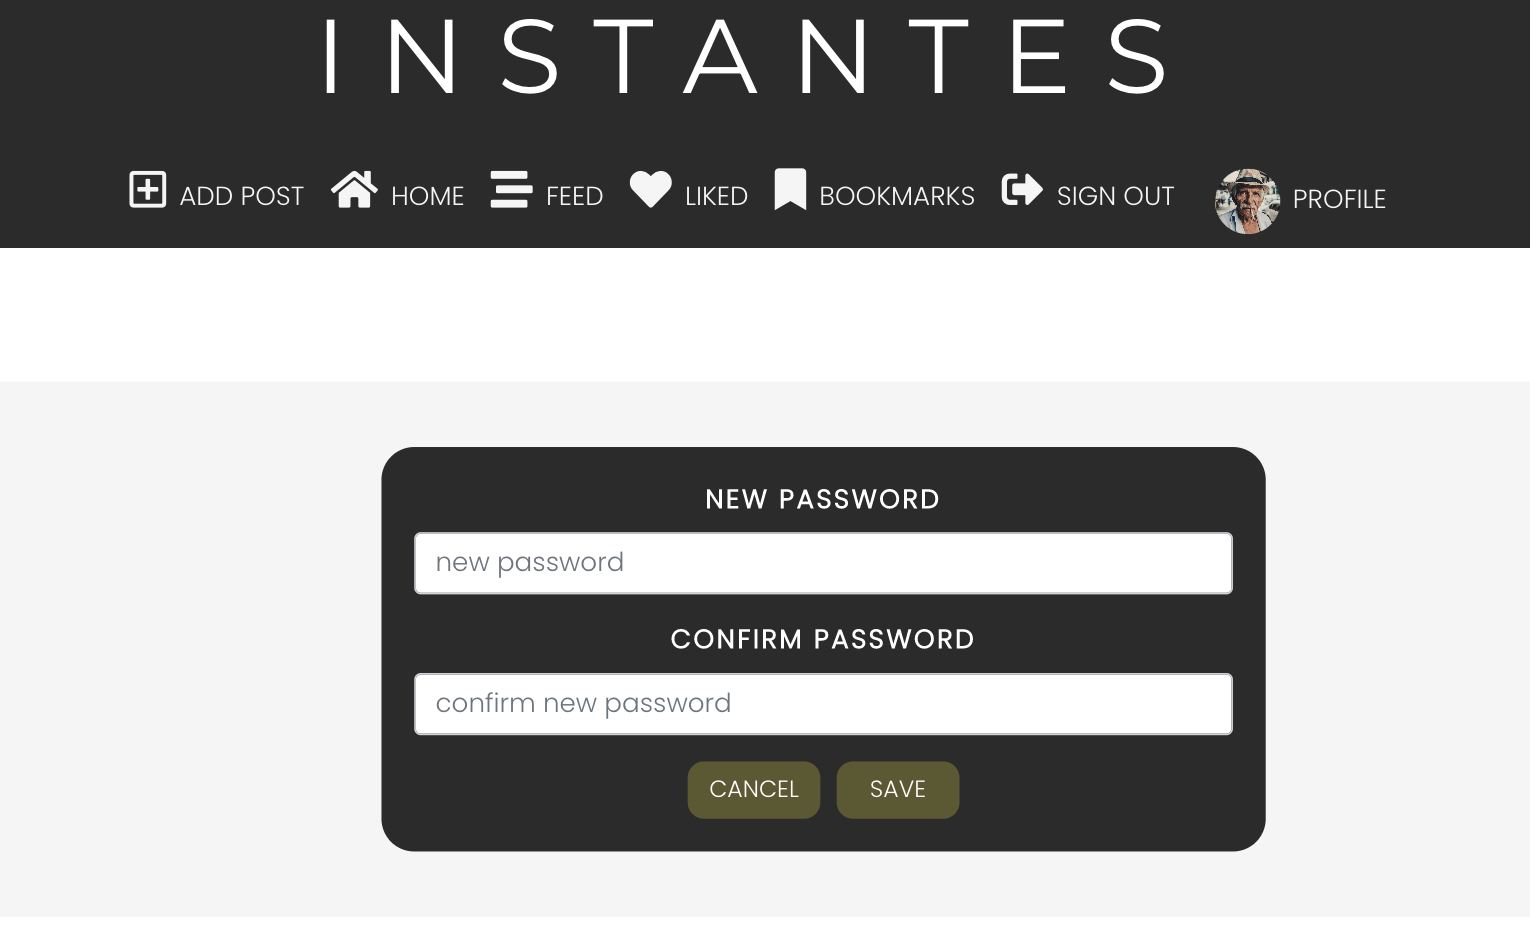 INSTANTES
ADD POST HOME FEED LIKED BOOKMARKS SIGN OUT PROFILE
NEW PASSWORD
new password
CONFIRM PASSWORD
confirm new password
CANCEL SAVE